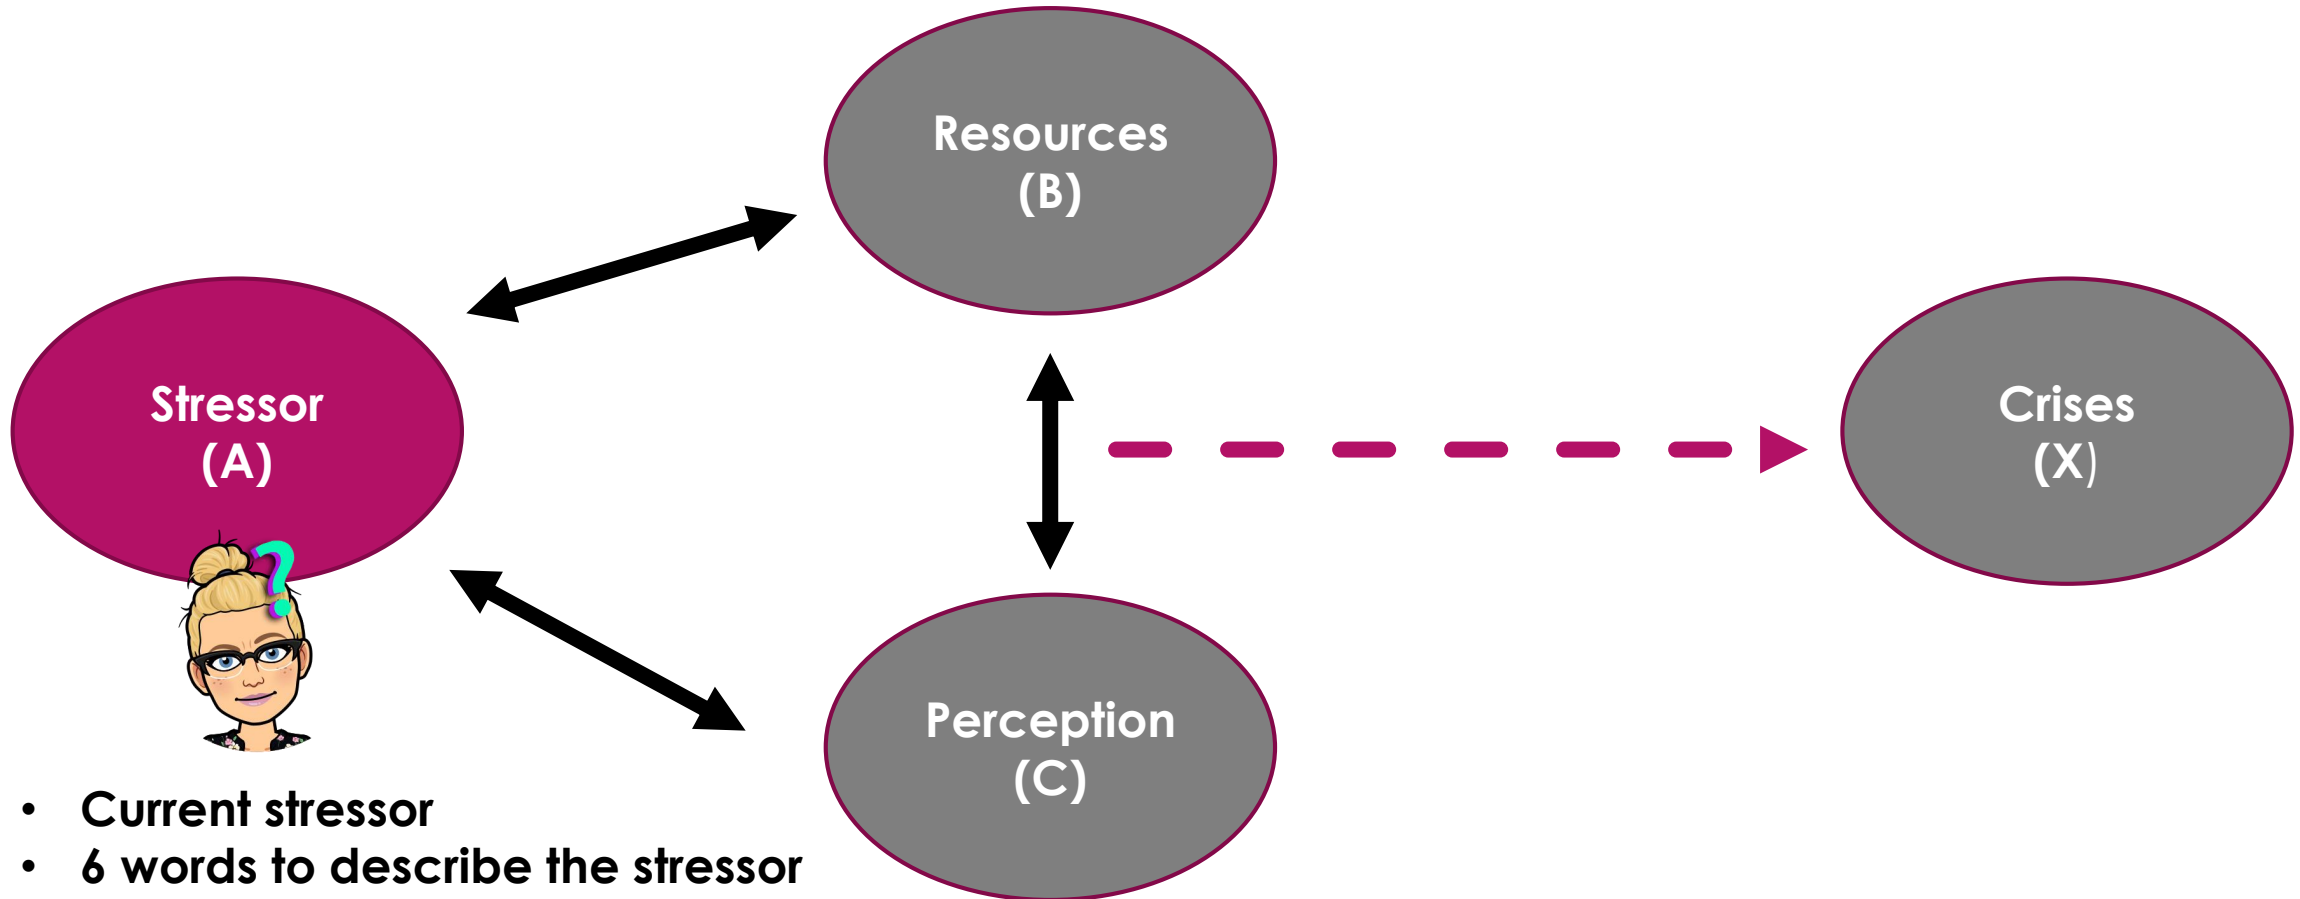 Resources
(B)
Stressor
(A)
Crises
(X)
?
Perception
(C)
• Current stressor
• 6 words to describe the stressor